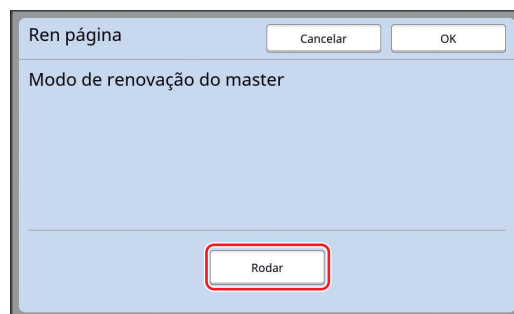 Ren página
Cancelar
OK
Modo de renovação do master
Rodar